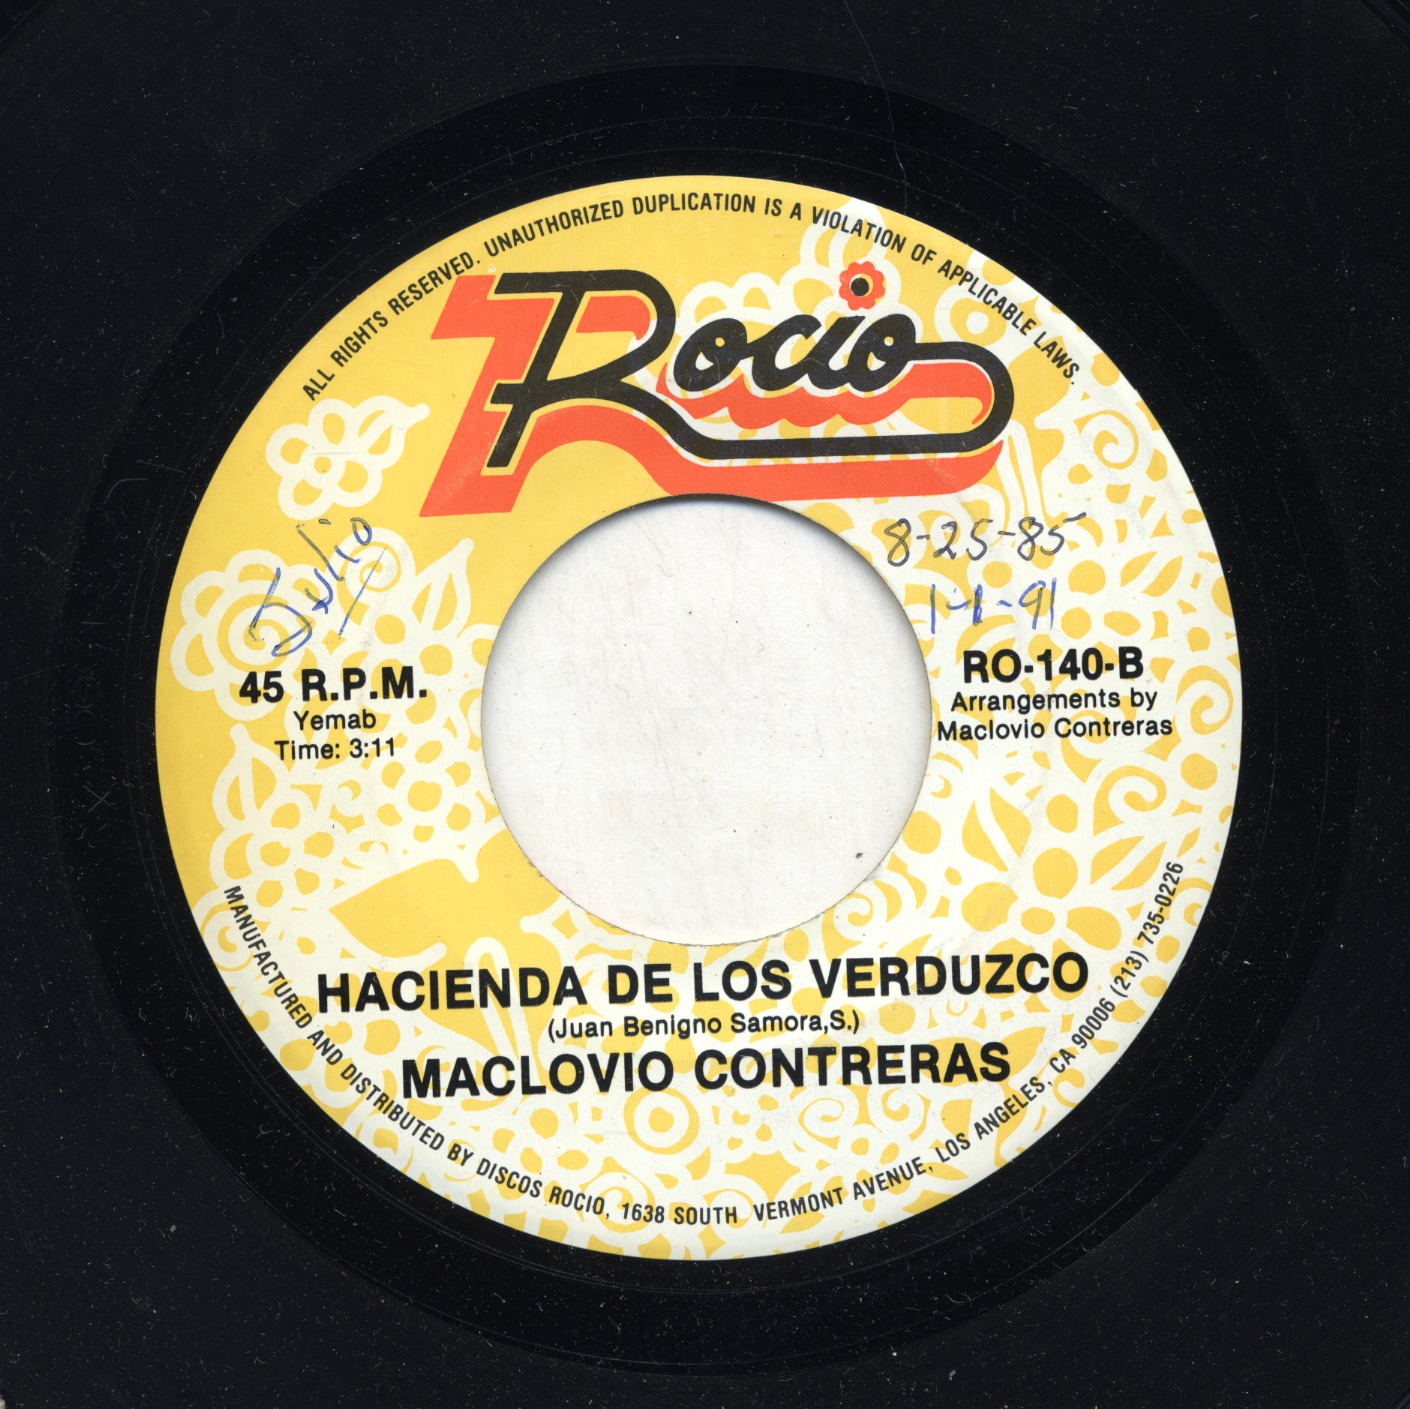 ALL RIGHTS RESERVED. UNAUTHORIZED DUPLICATION IS A VIOLATION OF APPLICABLE LAWS.
Rocio
Julio
8-25-85
1-1-91
45 R.P.M.
Yemab
Time: 3:11
RO-140-B
Arrangements by
Maclovio Contreras
HACIENDA DE LOS VERDUZCO
(Juan Benigno Samora,S.)
MACLOVIO CONTRERAS
MANUFACTURED AND DISTRIBUTED BY DISCOS ROCIO, 1638 SOUTH VERMONT AVENUE, LOS ANGELES, CA 90006 (213) 735-0226